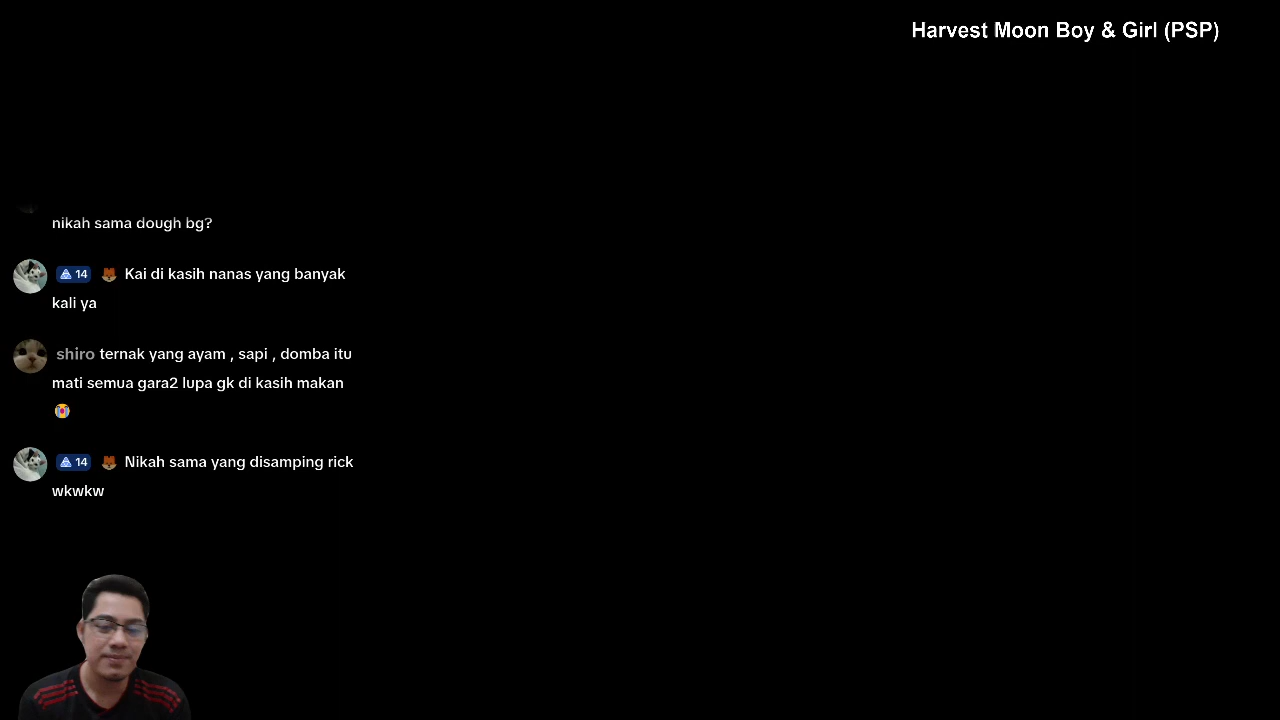 Harvest Moon Boy & Girl (PSP)
nikah sama dough bg?
14 Kai di kasih nanas yang banyak
kali ya
shiro ternak yang ayam , sapi , domba itu
mati semua gara2 lupa gk di kasih makan
😭
14 Nikah sama yang disamping rick
wkwkw